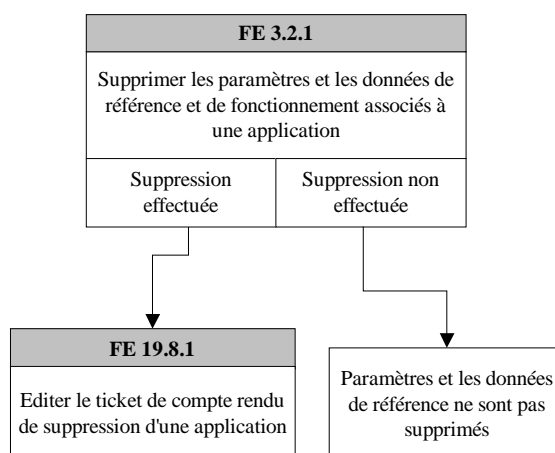 FE 3.2.1
Supprimer les paramètres et les données de
référence et de fonctionnement associés à
une application
Suppression
effectuée
Suppression non
effectuée
FE 19.8.1
Editer le ticket de compte rendu
de suppression d'une application
Paramètres et les données
de référence ne sont pas
supprimés